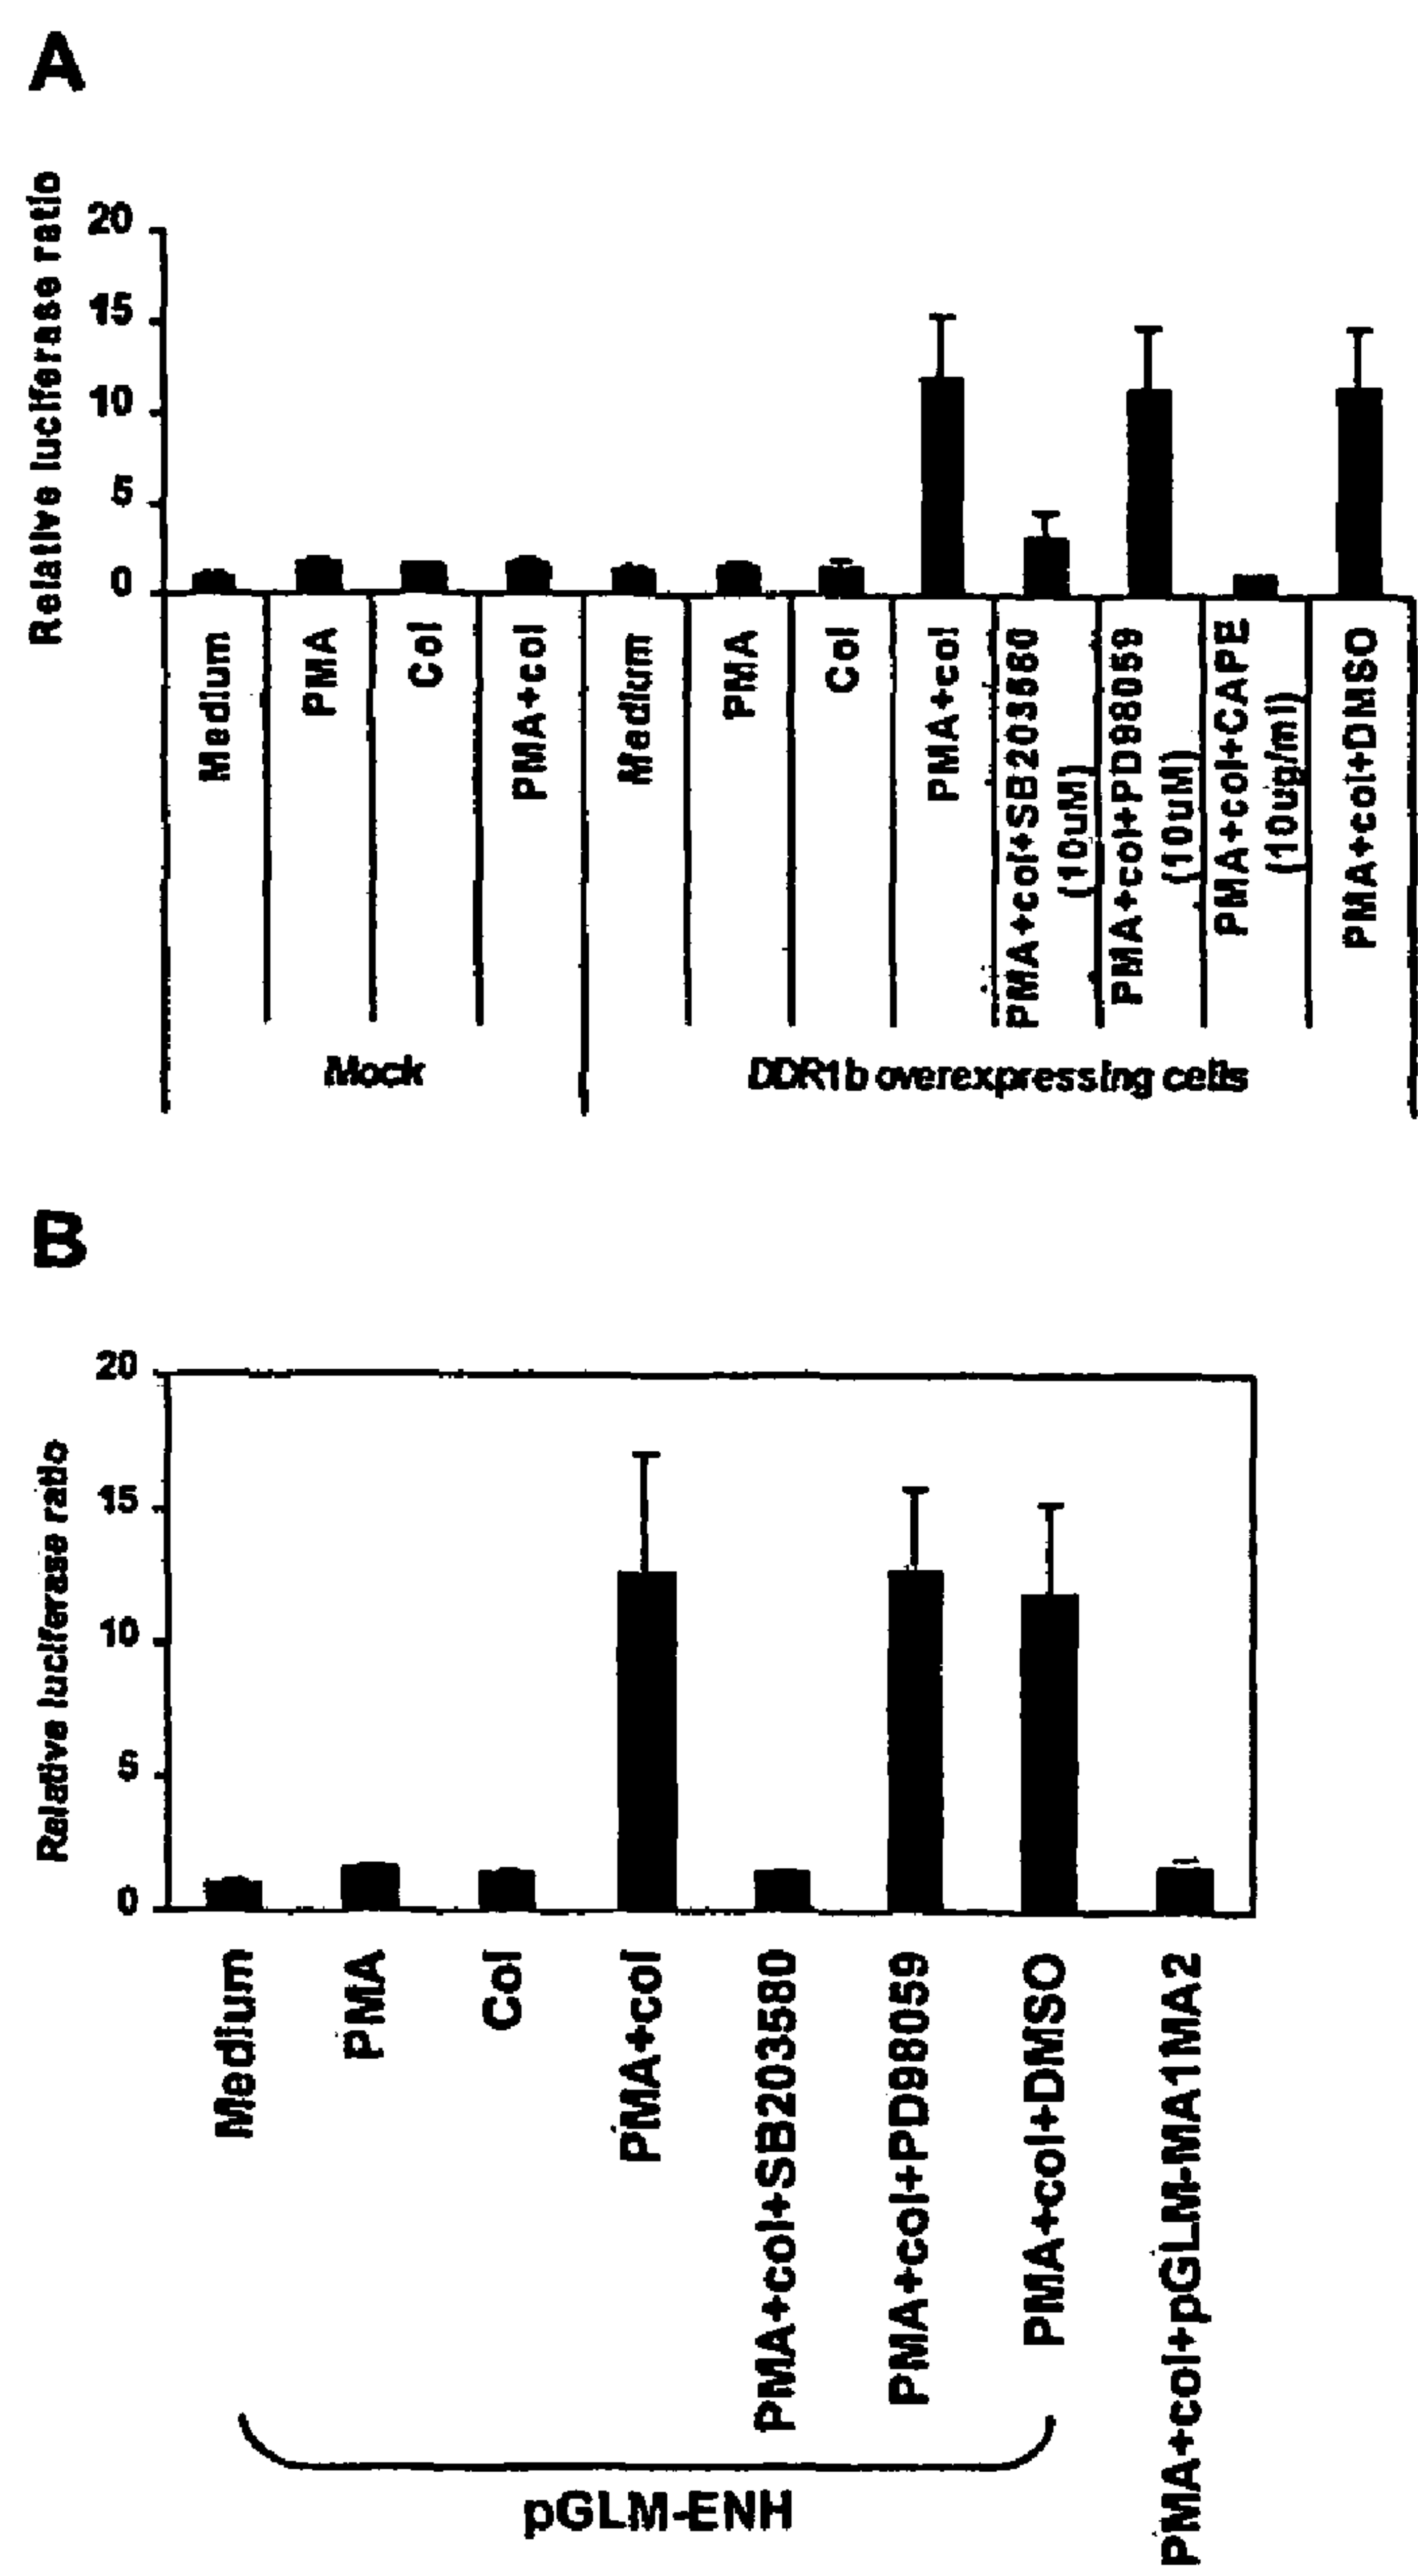 A
Relative luciferase ratio
20
15
10
5
0
Medium
PMA
Col
PMA+col
Medium
PMA
Col
PMA+col
PMA+col+SB203580
(10uM)
PMA+col+PD98059
(10uM)
PMA+col+CAPE
(10ug/ml)
PMA+col+DMSO
Mock
DDR1b overexpressing cells
B
Relative luciferase ratio
20
15
10
5
0
Medium
PMA
Col
PMA+col
PMA+col+SB203580
PMA+col+PD98059
PMA+col+DMSO
PMA+col+pGLM-MA1MA2
pGLM-ENH